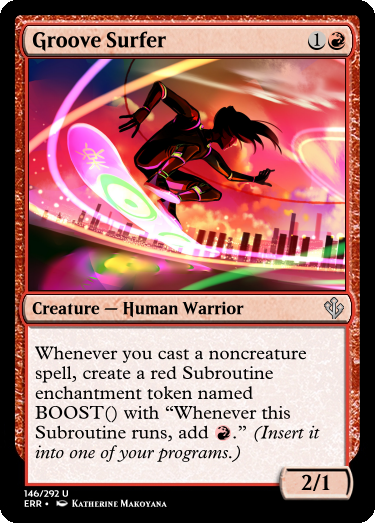 Groove Surfer 1
Creature — Human Warrior
Whenever you cast a noncreature
spell, create a red Subroutine
enchantment token named
BOOST() with “Whenever this
Subroutine runs, add .” (Insert it
into one of your programs.)
2/1
146/292 U
ERR • Katherine Makoyana